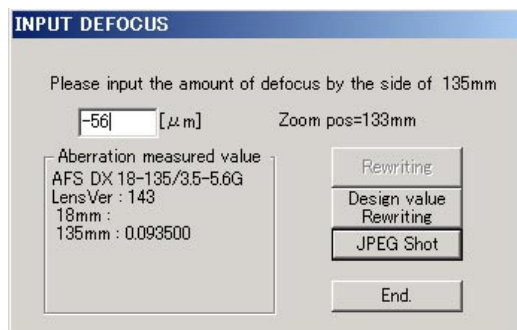 INPUT DEFOCUS
Please input the amount of defocus by the side of 135mm
-56 [μm] Zoom pos=133mm
Aberration measured value
AFS DX 18-135/3.5-5.6G
LensVer : 143
18mm :
135mm : 0.093500
Rewriting
Design value
Rewriting
JPEG Shot
End.